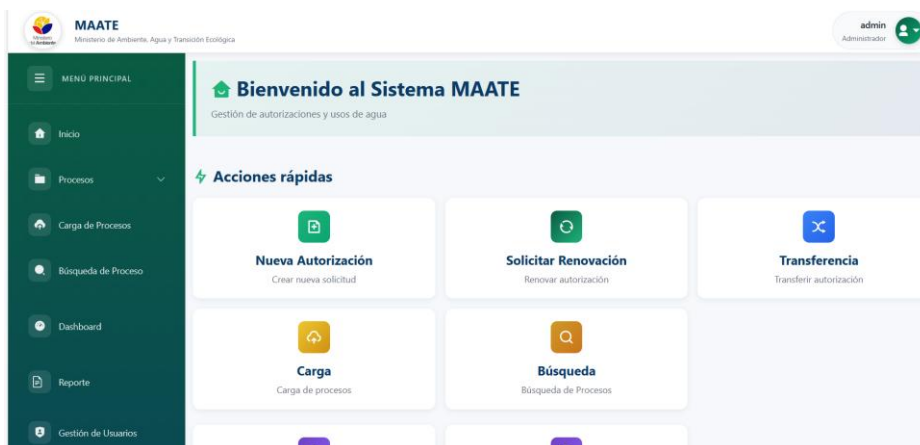 MAATE
Ministerio de Ambiente, Agua y Transición Ecológica
admin
Administrador
MENÚ PRINCIPAL
Inicio
Procesos
Carga de Procesos
Búsqueda de Proceso
Dashboard
Reporte
Gestión de Usuarios
Bienvenido al Sistema MAATE
Gestión de autorizaciones y usos de agua
Acciones rápidas
Nueva Autorización
Crear nueva solicitud
Solicitar Renovación
Renovar autorización
Transferencia
Transferir autorización
Carga
Carga de procesos
Búsqueda
Búsqueda de Procesos